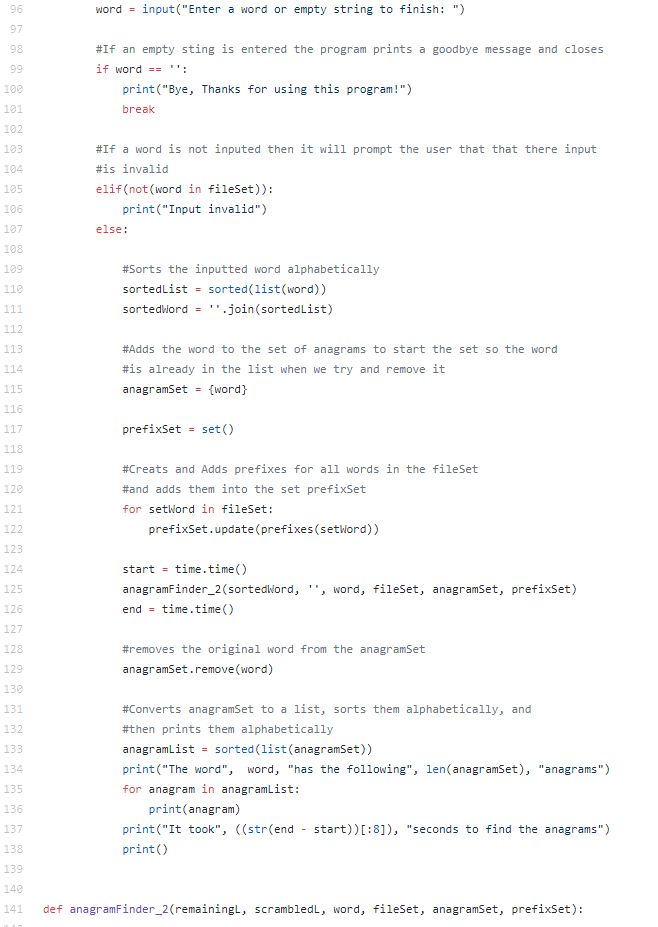 96 word = input("Enter a word or empty string to finish: ")
97
98 #If an empty sting is entered the program prints a goodbye message and closes
99 if word == '':
100 print("Bye, Thanks for using this program!")
101 break
102
103 #If a word is not inputed then it will prompt the user that that there input
104 #is invalid
105 elif(not(word in fileSet)):
106 print("Input invalid")
107 else:
108
109 #Sorts the inputted word alphabetically
110 sortedList = sorted(list(word))
111 sortedWord = ''.join(sortedList)
112
113 #Adds the word to the set of anagrams to start the set so the word
114 #is already in the list when we try and remove it
115 anagramSet = {word}
116
117 prefixSet = set()
118
119 #Creats and Adds prefixes for all words in the fileSet
120 #and adds them into the set prefixSet
121 for setWord in fileSet:
122 prefixSet.update(prefixes(setWord))
123
124 start = time.time()
125 anagramFinder_2(sortedWord, '', word, fileSet, anagramSet, prefixSet)
126 end = time.time()
127
128 #removes the original word from the anagramSet
129 anagramSet.remove(word)
130
131 #Converts anagramSet to a list, sorts them alphabetically, and
132 #then prints them alphabetically
133 anagramList = sorted(list(anagramSet))
134 print("The word", word, "has the following", len(anagramSet), "anagrams")
135 for anagram in anagramList:
136 print(anagram)
137 print("It took", ((str(end - start))[:8]), "seconds to find the anagrams")
138 print()
139
140
141 def anagramFinder_2(remainingL, scrambledL, word, fileSet, anagramSet, prefixSet):